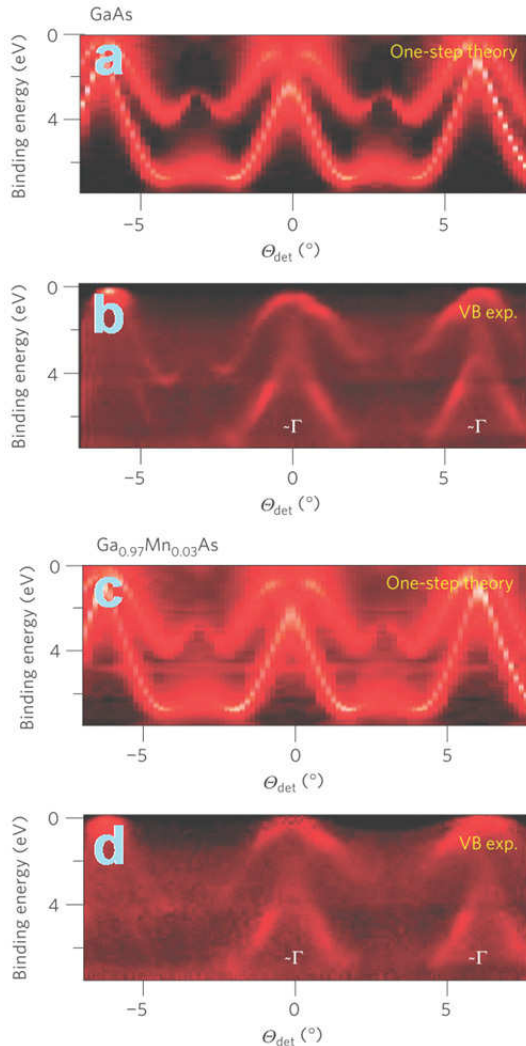 GaAs
0
a
One-step theory
4
Binding energy (eV)
−5
0
5
Θdet (°)
0
b
VB exp.
4
Binding energy (eV)
~Γ
~Γ
−5
0
5
Θdet (°)
Ga0.97Mn0.03As
0
c
One-step theory
4
Binding energy (eV)
−5
0
5
Θdet (°)
0
d
VB exp.
4
Binding energy (eV)
~Γ
~Γ
−5
0
5
Θdet (°)